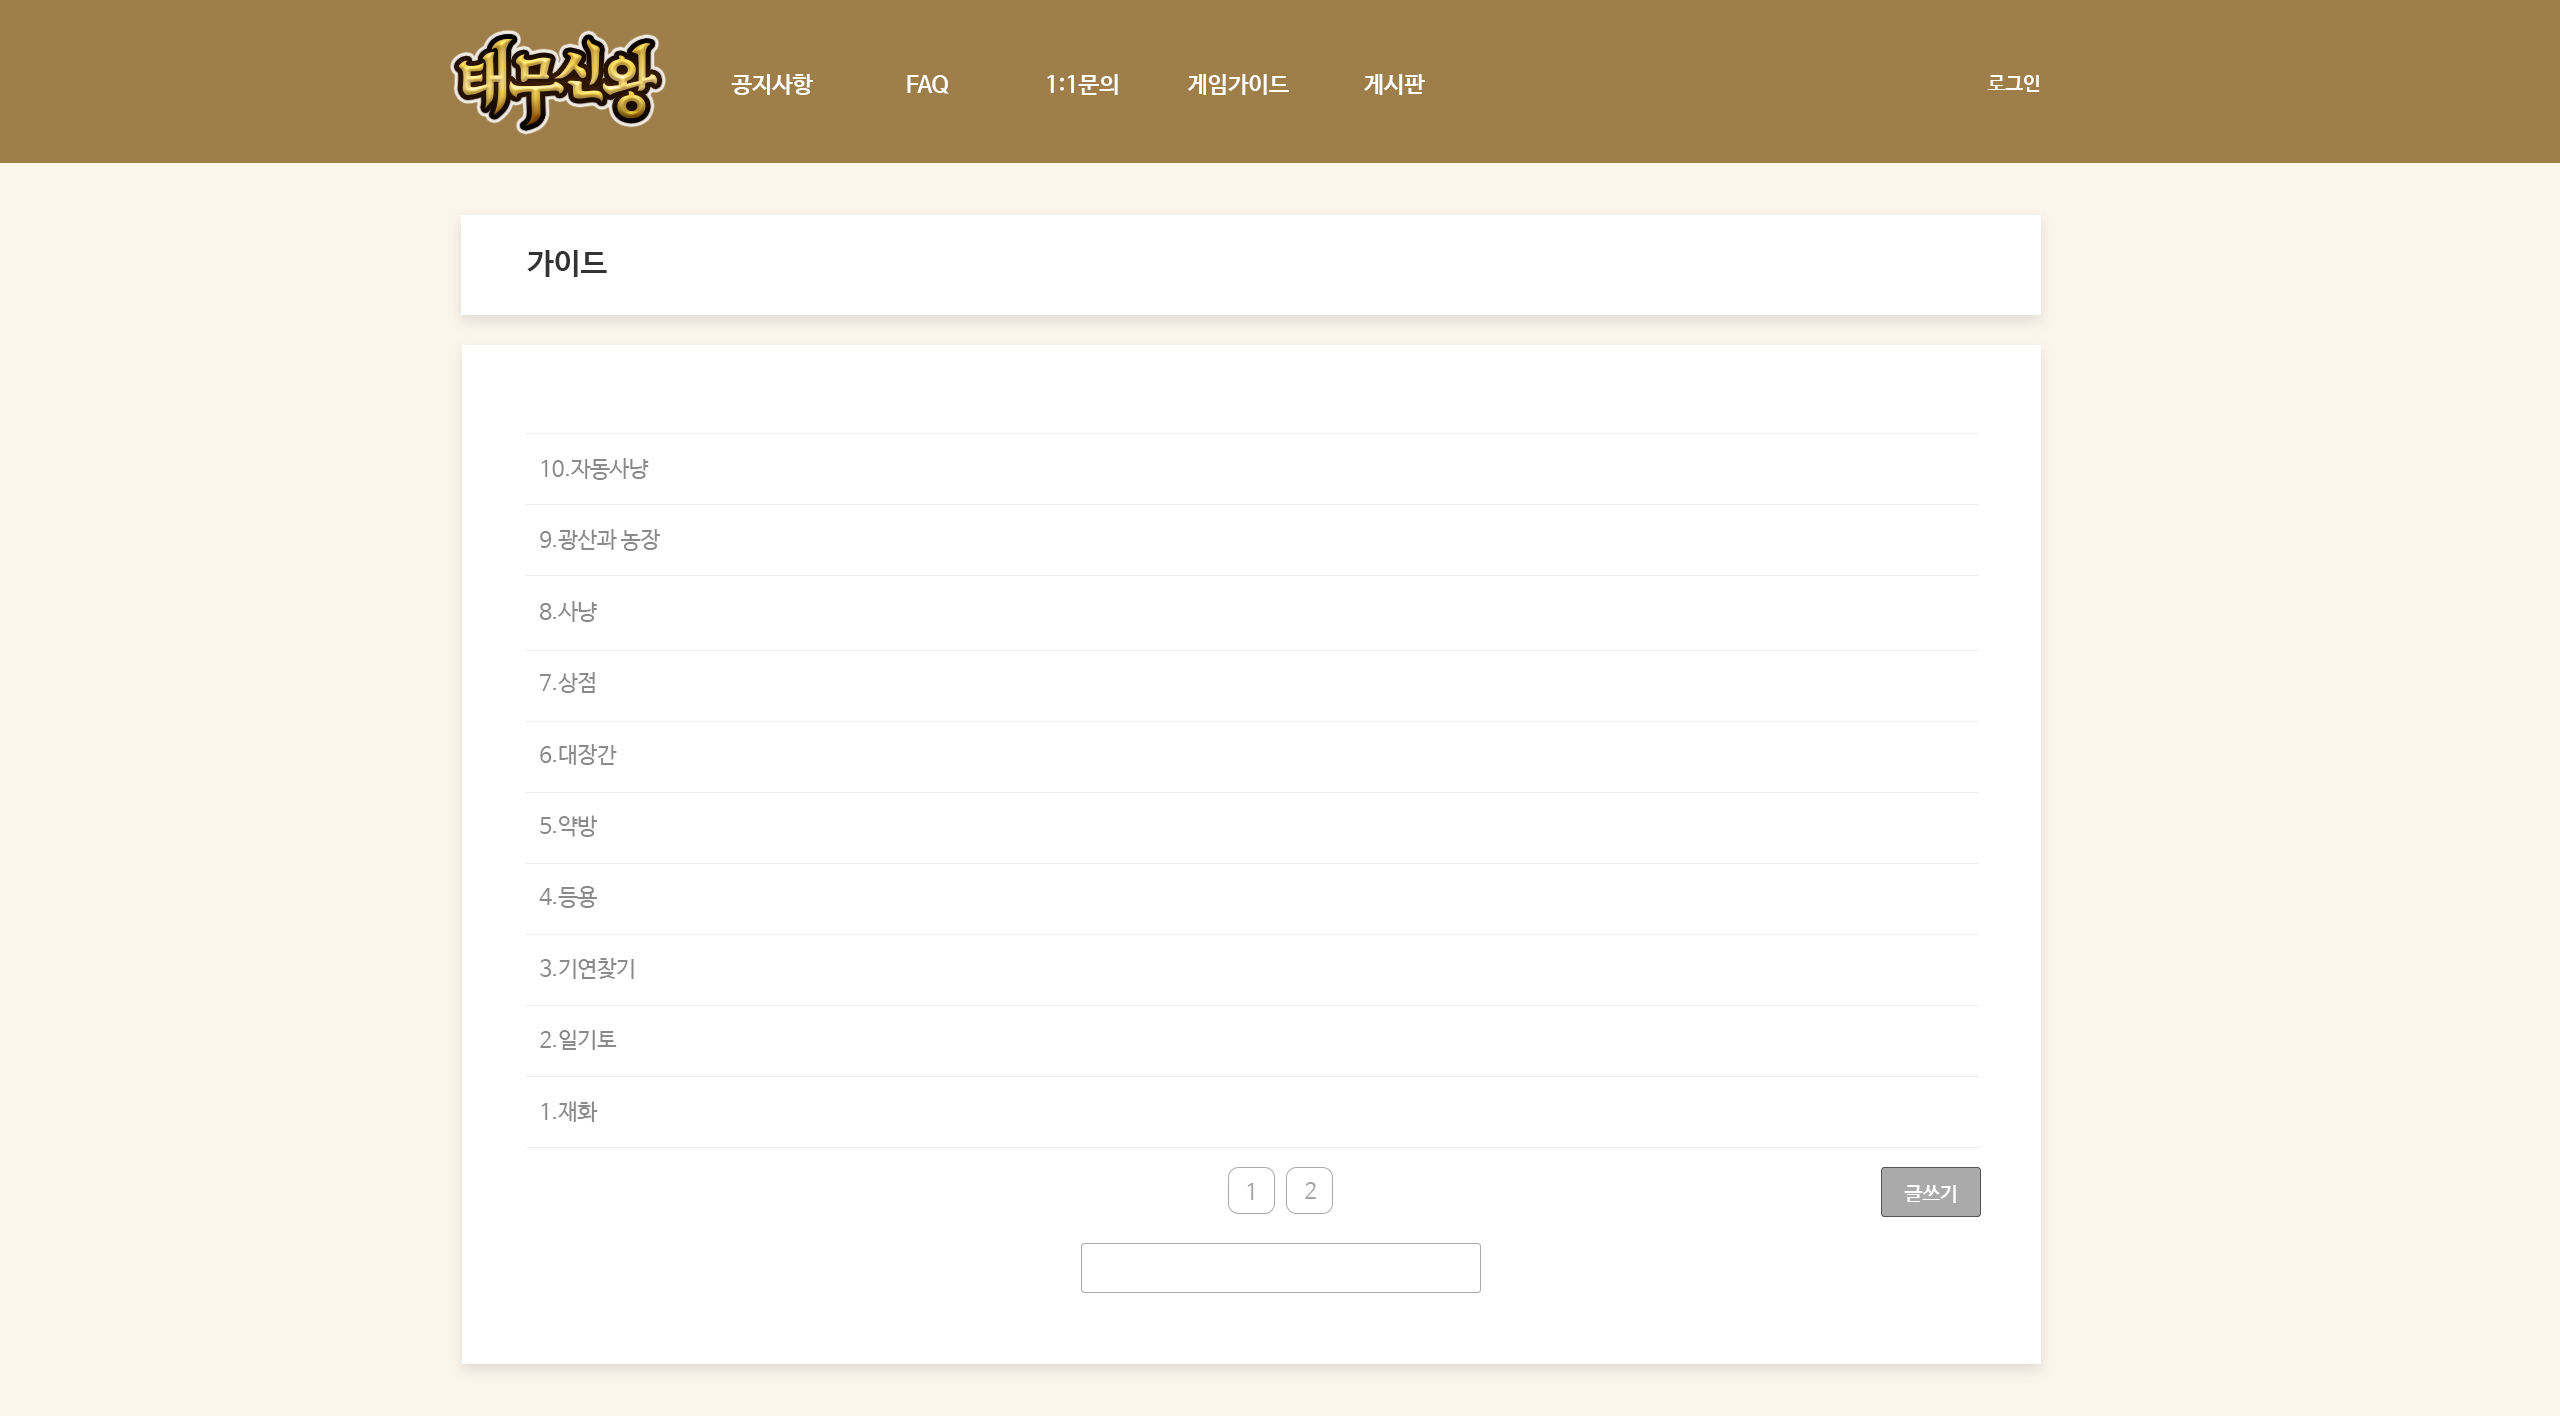 태무신왕
공지사항 FAQ 1:1문의 게임가이드 게시판 로그인
가이드
10.자동사냥
9.광산과 농장
8.사냥
7.상점
6.대장간
5.약방
4.등용
3.기연찾기
2.일기토
1.재화
1 2 글쓰기